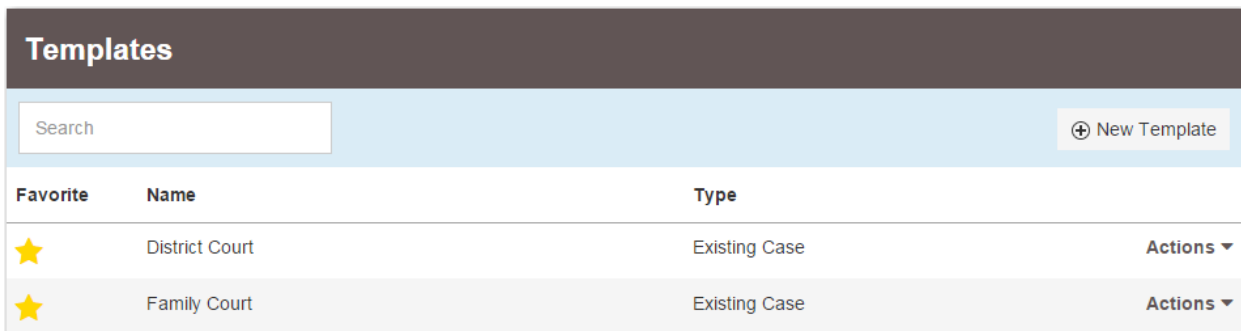 Templates
Search
New Template
Favorite Name Type
District Court Existing Case Actions
Family Court Existing Case Actions